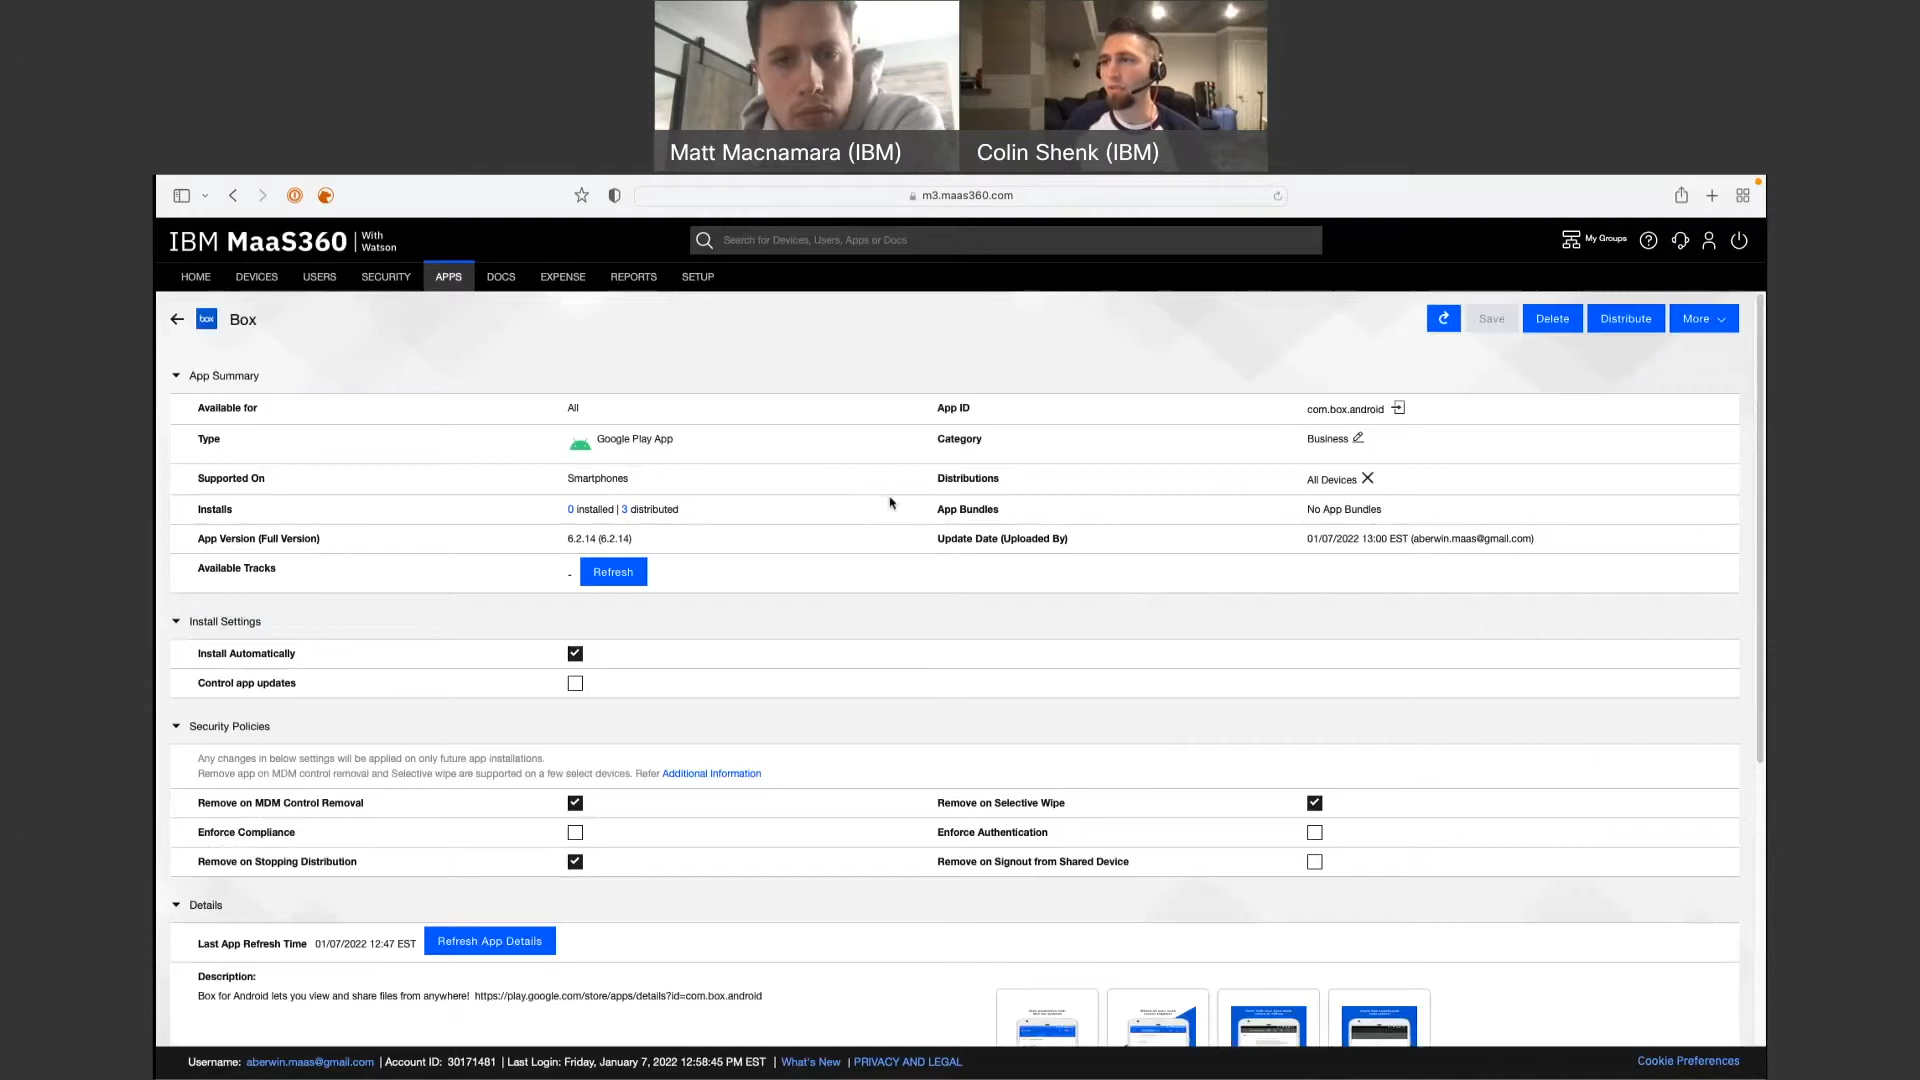 Matt Macnamara (IBM)
Colin Shenk (IBM)
m3.maas360.com
IBM MaaS360 | With Watson
Search for Devices, Users, Apps or Docs
My Groups
HOME DEVICES USERS SECURITY APPS DOCS EXPENSE REPORTS SETUP
box Box
Save Delete Distribute More
App Summary
Available for All App ID com.box.android
Type Google Play App Category Business
Supported On Smartphones Distributions All Devices
Installs 0 installed | 3 distributed App Bundles No App Bundles
App Version (Full Version) 6.2.14 (6.2.14) Update Date (Uploaded By) 01/07/2022 13:00 EST (aberwin.maas@gmail.com)
Available Tracks - Refresh
Install Settings
Install Automatically
Control app updates
Security Policies
Any changes in below settings will be applied on only future app installations.
Remove app on MDM control removal and Selective wipe are supported on a few select devices. Refer Additional Information
Remove on MDM Control Removal Remove on Selective Wipe
Enforce Compliance Enforce Authentication
Remove on Stopping Distribution Remove on Signout from Shared Device
Details
Last App Refresh Time 01/07/2022 12:47 EST Refresh App Details
Description:
Box for Android lets you view and share files from anywhere! https://play.google.com/store/apps/details?id=com.box.android
Username: aberwin.maas@gmail.com | Account ID: 30171481 | Last Login: Friday, January 7, 2022 12:58:45 PM EST | What's New | PRIVACY AND LEGAL
Cookie Preferences